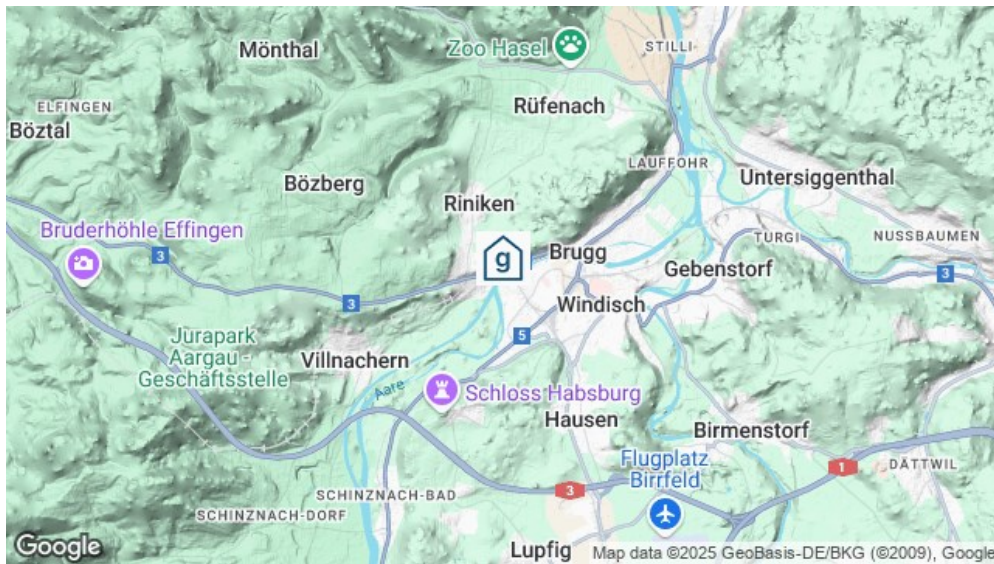 Mönthal
Zoo Hasel
STILLI
ELFINGEN
Böztal
Rüfenach
LAUFFOHR
Bözberg
Untersiggenthal
Riniken
Bruderhöhle Effingen
3
g
Brugg
TURGI
NUSSBAUMEN
Gebenstorf
3
3
Windisch
5
Jurapark
Aargau -
Geschäftsstelle
Villnachern
Aare
Schloss Habsburg
Hausen
Birmenstorf
Flugplatz
Birrfeld
1
DÄTTWIL
3
SCHINZNACH-BAD
SCHINZNACH-DORF
Lupfig
Google
Map data ©2025 GeoBasis-DE/BKG (©2009), Google